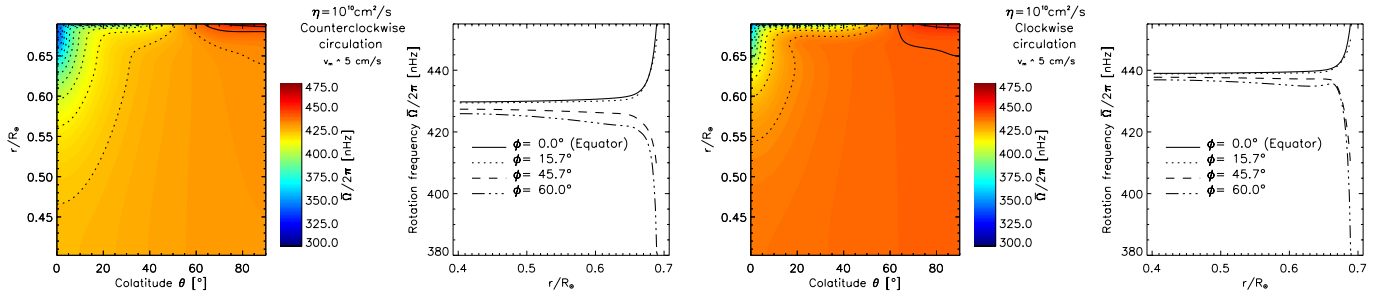 η=10¹⁰cm²/s
Counterclockwise
circulation
vₘ ~ 5 cm/s
r/R⊙
0.65
0.60
0.55
0.50
0.45
0 20 40 60 80
Colatitude θ [°]
475.0
450.0
425.0
400.0
375.0
350.0
325.0
300.0
Ω̄/2π [nHz]
Rotation frequency Ω̄/2π [nHz]
440
420
400
380
ϕ= 0.0° (Equator)
ϕ= 15.7°
ϕ= 45.7°
ϕ= 60.0°
0.4 0.5 0.6 0.7
r/R⊙
η=10¹⁰cm²/s
Clockwise
circulation
vₘ ~ 5 cm/s
r/R⊙
0.65
0.60
0.55
0.50
0.45
0 20 40 60 80
Colatitude θ [°]
475.0
450.0
425.0
400.0
375.0
350.0
325.0
300.0
Ω̄/2π [nHz]
Rotation frequency Ω̄/2π [nHz]
440
420
400
380
ϕ= 0.0° (Equator)
ϕ= 15.7°
ϕ= 45.7°
ϕ= 60.0°
0.4 0.5 0.6 0.7
r/R⊙